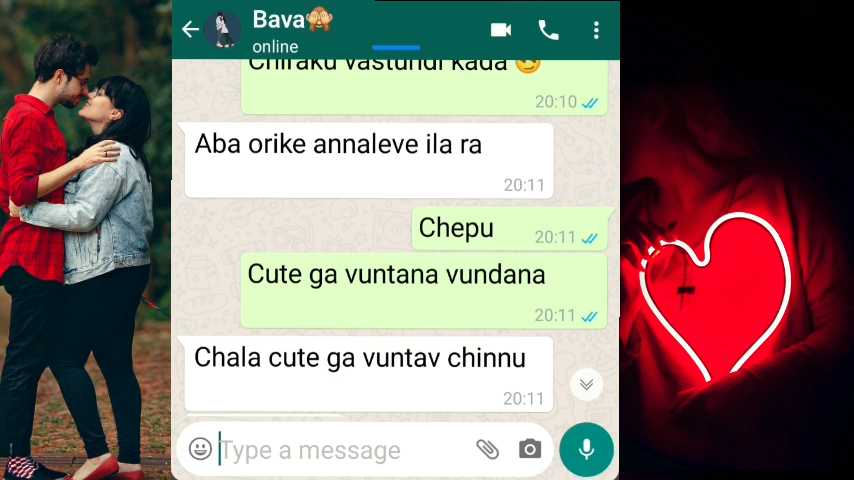 Bava🙈
online
Chiraku vastundi kada 😏
20:10
Aba orike annaleve ila ra
20:11
Chepu
20:11
Cute ga vuntana vundana
20:11
Chala cute ga vuntav chinnu
20:11
Type a message